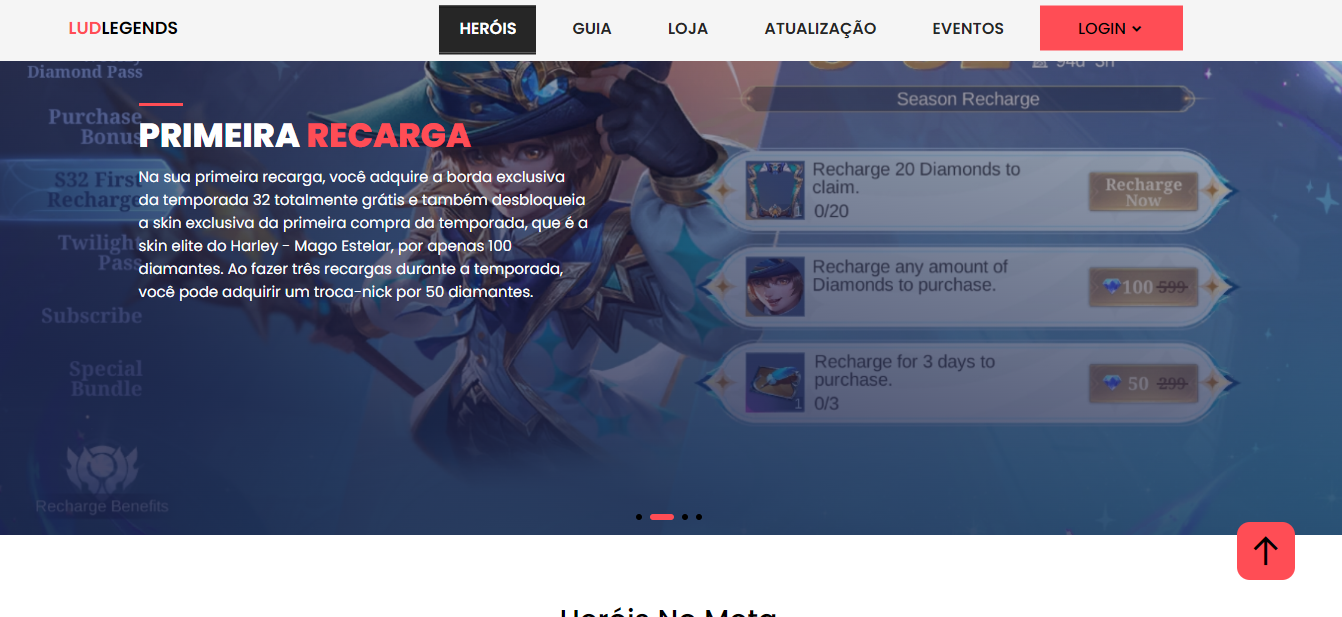 LUDLEGENDS
HERÓIS
GUIA
LOJA
ATUALIZAÇÃO
EVENTOS
LOGIN
Diamond Pass
Purchase
Bonus
S32 First
Recharge
Twilight
Pass
Subscribe
Special
Bundle
Recharge Benefits
PRIMEIRA RECARGA
Na sua primeira recarga, você adquire a borda exclusiva
da temporada 32 totalmente grátis e também desbloqueia
a skin exclusiva da primeira compra da temporada, que é a
skin elite do Harley - Mago Estelar, por apenas 100
diamantes. Ao fazer três recargas durante a temporada,
você pode adquirir um troca-nick por 50 diamantes.
94d 3h
Season Recharge
Recharge 20 Diamonds to
claim.
0/20
Recharge
Now
Recharge any amount of
Diamonds to purchase.
100 599
Recharge for 3 days to
purchase.
0/3
1
50 299
Heróis No Meta